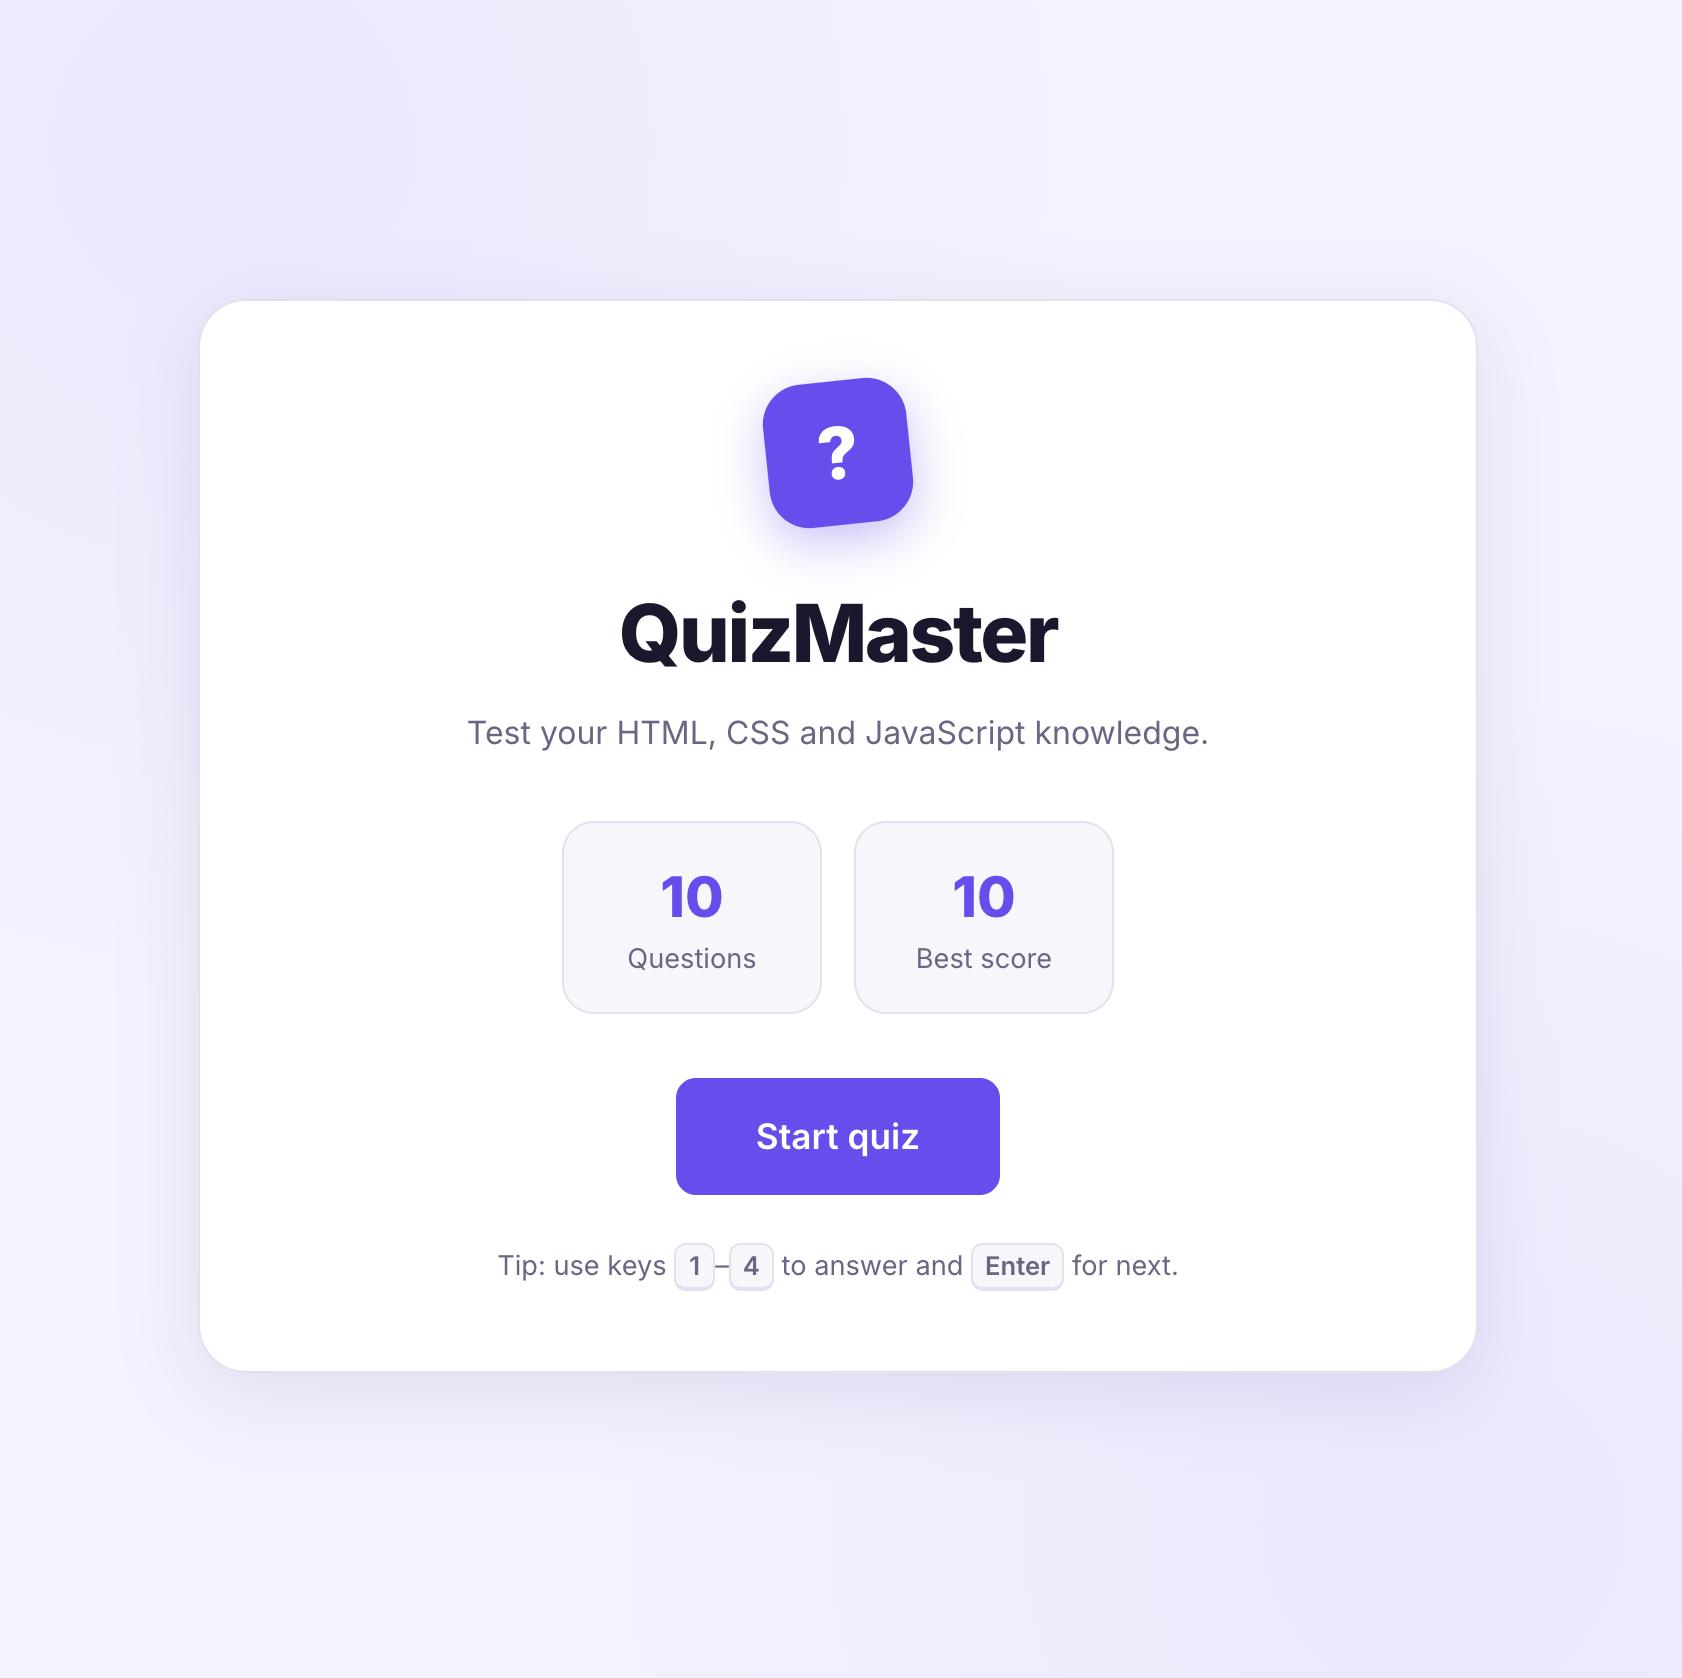 ?
QuizMaster
Test your HTML, CSS and JavaScript knowledge.
10
Questions
10
Best score
Start quiz
Tip: use keys 1–4 to answer and Enter for next.